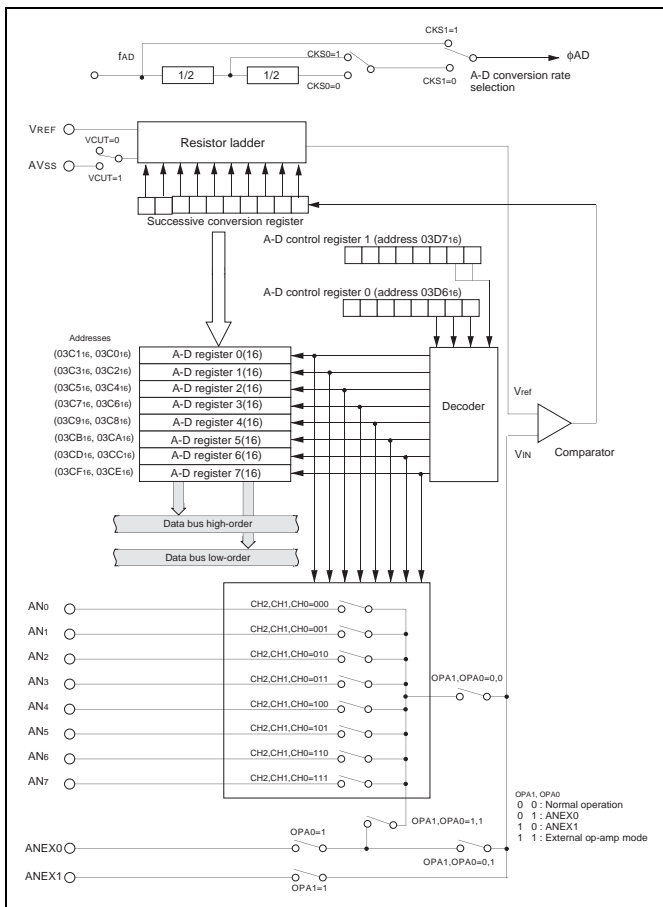 CKS1=1
fAD
CKS0=1
φAD
1/2
1/2
CKS0=0
CKS1=0
A-D conversion rate
selection
VREF
VCUT=0
Resistor ladder
AVSS
VCUT=1
Successive conversion register
A-D control register 1 (address 03D716)
A-D control register 0 (address 03D616)
Addresses
(03C116, 03C016)
A-D register 0(16)
(03C316, 03C216)
A-D register 1(16)
(03C516, 03C416)
A-D register 2(16)
(03C716, 03C616)
A-D register 3(16)
(03C916, 03C816)
A-D register 4(16)
(03CB16, 03CA16)
A-D register 5(16)
(03CD16, 03CC16)
A-D register 6(16)
(03CF16, 03CE16)
A-D register 7(16)
Decoder
Vref
VIN
Comparator
Data bus high-order
Data bus low-order
AN0
CH2,CH1,CH0=000
AN1
CH2,CH1,CH0=001
AN2
CH2,CH1,CH0=010
AN3
CH2,CH1,CH0=011
OPA1,OPA0=0,0
AN4
CH2,CH1,CH0=100
AN5
CH2,CH1,CH0=101
AN6
CH2,CH1,CH0=110
AN7
CH2,CH1,CH0=111
OPA1, OPA0
0 0 : Normal operation
0 1 : ANEX0
1 0 : ANEX1
1 1 : External op-amp mode
OPA1,OPA0=1,1
OPA0=1
ANEX0
OPA1,OPA0=0,1
ANEX1
OPA1=1